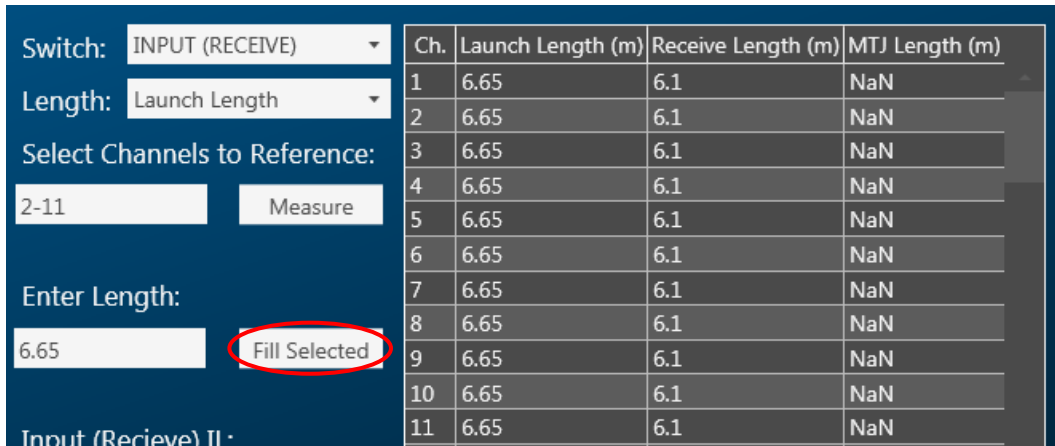 Switch: INPUT (RECEIVE)
Length: Launch Length
Select Channels to Reference:
2-11 Measure
Enter Length:
6.65 Fill Selected
Input (Recieve) IL:
Ch. Launch Length (m) Receive Length (m) MTJ Length (m)
1 6.65 6.1 NaN
2 6.65 6.1 NaN
3 6.65 6.1 NaN
4 6.65 6.1 NaN
5 6.65 6.1 NaN
6 6.65 6.1 NaN
7 6.65 6.1 NaN
8 6.65 6.1 NaN
9 6.65 6.1 NaN
10 6.65 6.1 NaN
11 6.65 6.1 NaN